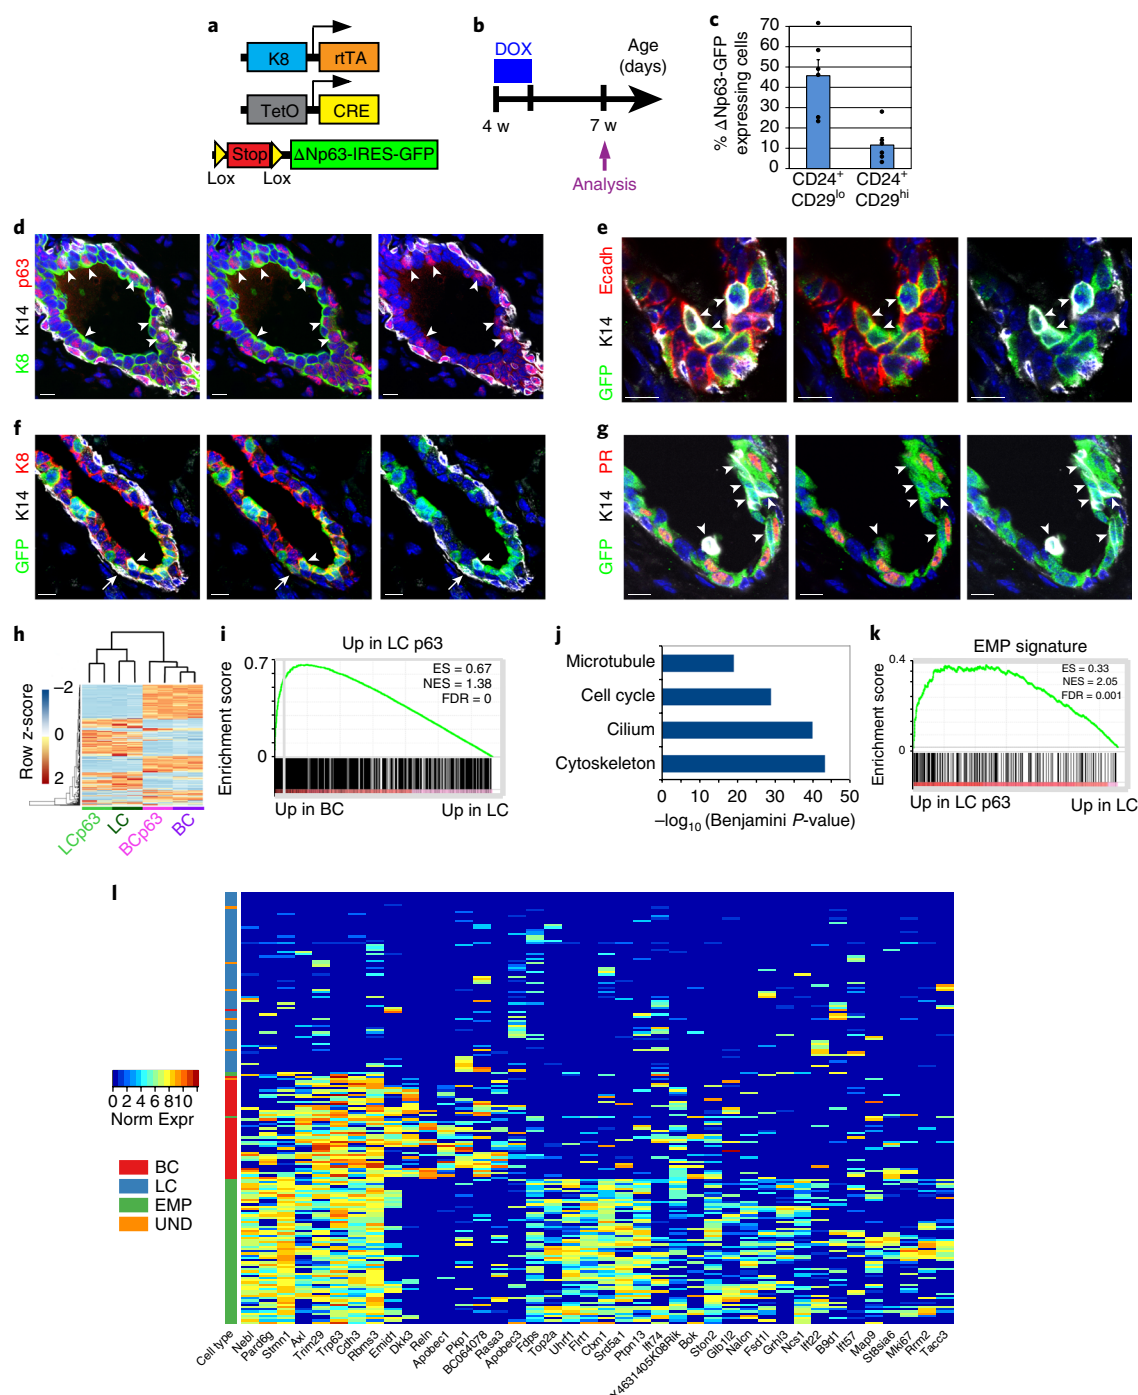 a
K8
rtTA
TetO
CRE
Stop
ΔNp63-IRES-GFP
Lox
Lox
b
DOX
Age
(days)
4 w
7 w
Analysis
c
% ΔNp63-GFP
expressing cells
70
60
50
40
30
20
10
0
CD24+
CD29lo
CD24+
CD29hi
d
K8 K14 p63
e
GFP K14 Ecadh
f
GFP K14 K8
g
GFP K14 PR
h
Row z-score
–2
0
2
LCp63
LC
BCp63
BC
i
Up in LC p63
Enrichment score
0.7
0
ES = 0.67
NES = 1.38
FDR = 0
Up in BC
Up in LC
j
Microtubule
Cell cycle
Cilium
Cytoskeleton
0 10 20 30 40 50
–log10 (Benjamini P-value)
k
EMP signature
Enrichment score
0.4
0
ES = 0.33
NES = 2.05
FDR = 0.001
Up in LC p63
Up in LC
l
0 2 4 6 8 10
Norm Expr
BC
LC
EMP
UND
Cell type
Nebl
Pard6g
Stmn1
Axl
Trim29
Trp63
Cdh3
Rbms3
Emid1
Dkk3
Reln
Apobec1
Pkp1
BC064078
Rasa3
Apobec3
Fdps
Top2a
Uhrf1
Flrt1
Clxn1
Srd5a1
Ptpn13
Ift74
X4631405K08Rik
Bok
Ston2
Glb1l2
Nalcn
Fsd1l
Grhl3
Ncs1
Ift22
B9d1
Ift57
Map9
St8sia6
Mki67
Rrm2
Tacc3